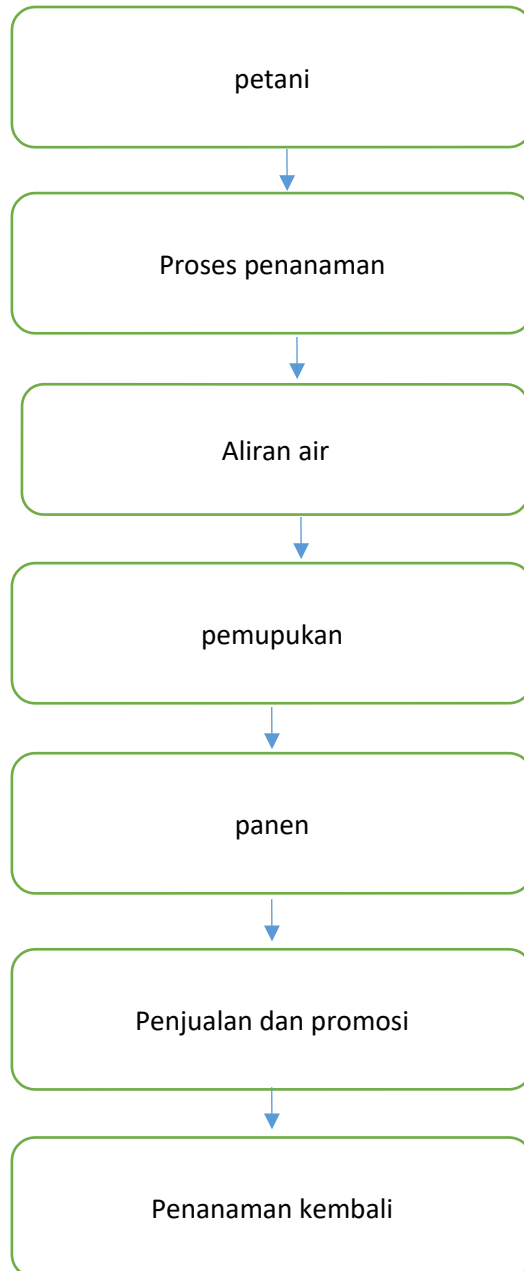 petani
Proses penanaman
Aliran air
pemupukan
panen
Penjualan dan promosi
Penanaman kembali